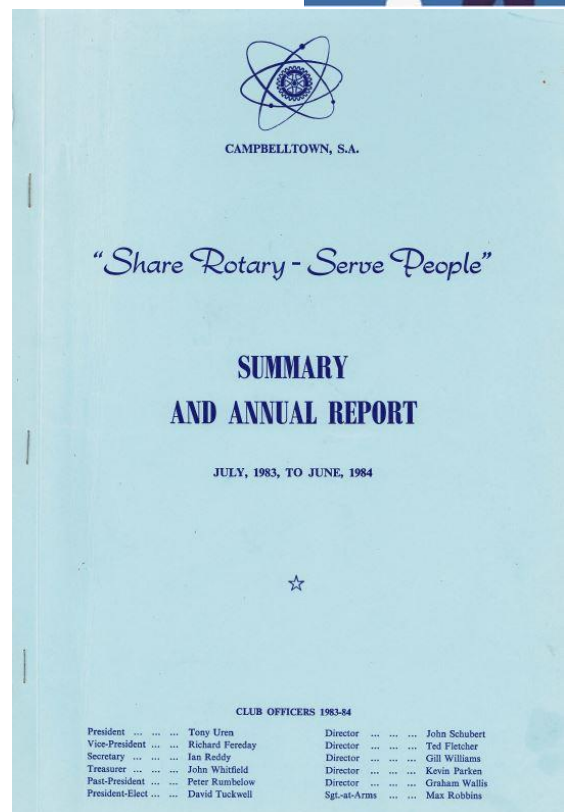 CAMPBELLTOWN, S.A.
"Share Rotary - Serve People"
SUMMARY
AND ANNUAL REPORT
JULY, 1983, TO JUNE, 1984
CLUB OFFICERS 1983-84
President ... ... ... Tony Uren
Vice-President ... ... Richard Fereday
Secretary ... ... ... Ian Reddy
Treasurer ... ... ... John Whitfield
Past-President ... ... Peter Rumbelow
President-Elect ... ... David Tuckwell
Director ... ... ... John Schubert
Director ... ... ... Ted Fletcher
Director ... ... ... Gill Williams
Director ... ... ... Kevin Parken
Director ... ... ... Graham Wallis
Sgt.-at-Arms ... ... Max Robbins